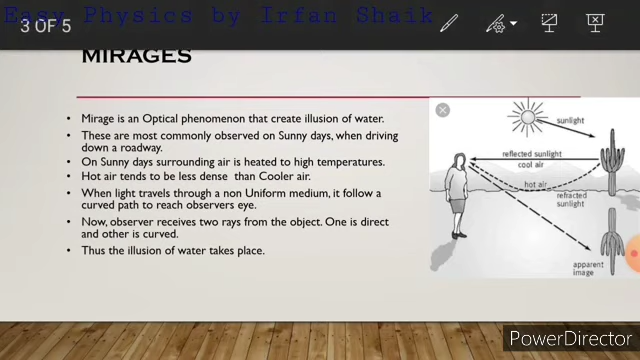 Easy Physics by Irfan Shaik
3 OF 5
MIRAGES
• Mirage is an Optical phenomenon that create illusion of water.
• These are most commonly observed on Sunny days, when driving
down a roadway.
• On Sunny days surrounding air is heated to high temperatures.
• Hot air tends to be less dense than Cooler air.
• When light travels through a non Uniform medium, it follow a
curved path to reach observers eye.
• Now, observer receives two rays from the object. One is direct
and other is curved.
• Thus the illusion of water takes place.
sunlight
reflected sunlight
cool air
hot air
refracted
sunlight
apparent
image
PowerDirector